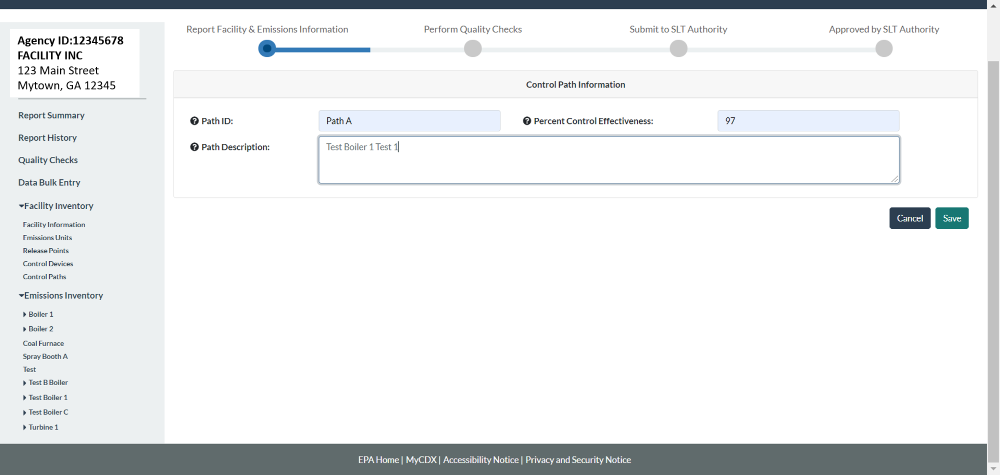 Agency ID:12345678
FACILITY INC
123 Main Street
Mytown, GA 12345
Report Summary
Report History
Quality Checks
Data Bulk Entry
Facility Inventory
Facility Information
Emissions Units
Release Points
Control Devices
Control Paths
Emissions Inventory
Boiler 1
Boiler 2
Coal Furnace
Spray Booth A
Test
Test B Boiler
Test Boiler 1
Test Boiler C
Turbine 1
Report Facility & Emissions Information
Perform Quality Checks
Submit to SLT Authority
Approved by SLT Authority
Control Path Information
Path ID: Path A Percent Control Effectiveness: 97
Path Description: Test Boiler 1 Test 1
Cancel Save
EPA Home | MyCDX | Accessibility Notice | Privacy and Security Notice